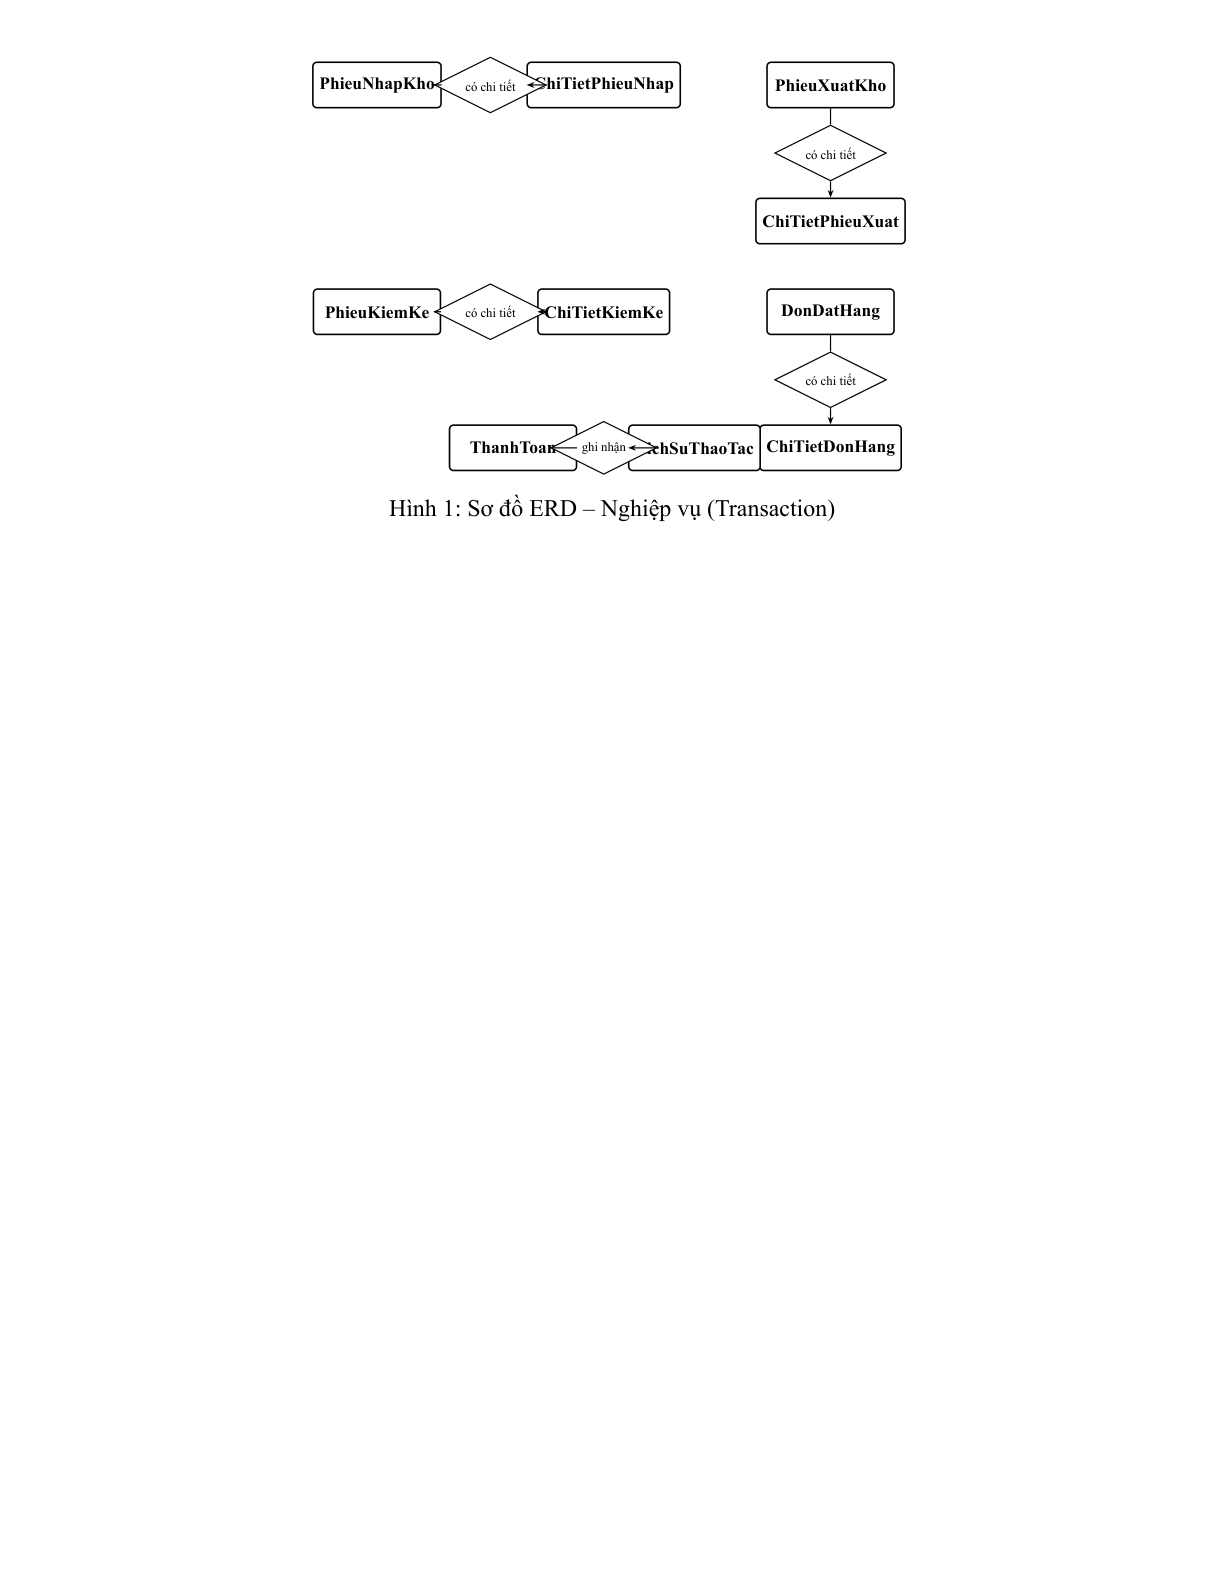 PhieuNhapKho
có chi tiết
ChiTietPhieuNhap
PhieuXuatKho
có chi tiết
ChiTietPhieuXuat
PhieuKiemKe
có chi tiết
ChiTietKiemKe
DonDatHang
có chi tiết
ThanhToan
ghi nhận
ichSuThaoTac
ChiTietDonHang
Hình 1: Sơ đồ ERD – Nghiệp vụ (Transaction)